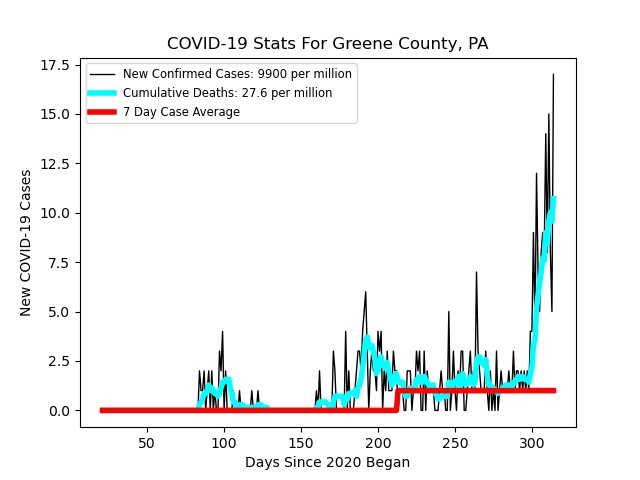 COVID-19 Stats For Greene County, PA
New Confirmed Cases: 9900 per million
Cumulative Deaths: 27.6 per million
7 Day Case Average
New COVID-19 Cases
17.5
15.0
12.5
10.0
7.5
5.0
2.5
0.0
50 100 150 200 250 300
Days Since 2020 Began